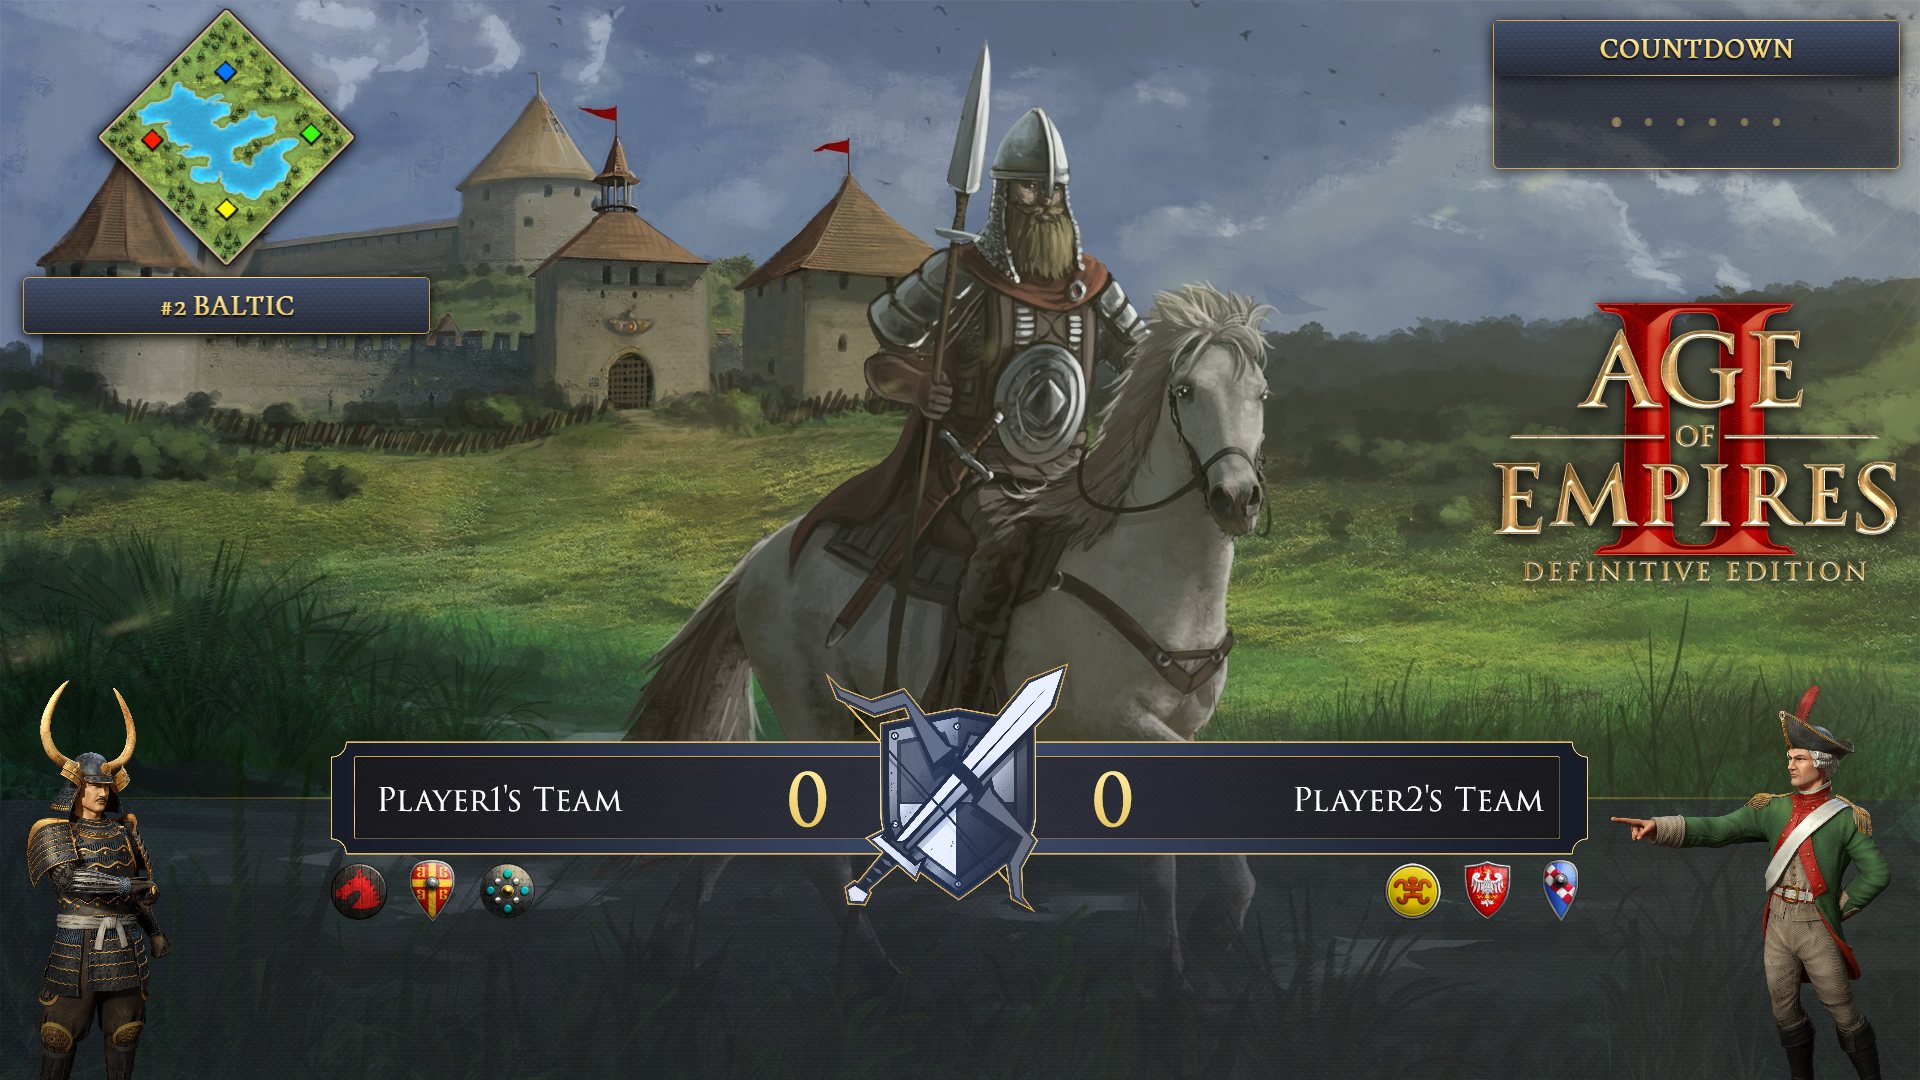 COUNTDOWN
#2 BALTIC
AGE
OF
EMPIRES
II
DEFINITIVE EDITION
PLAYER1'S TEAM
0
0
PLAYER2'S TEAM